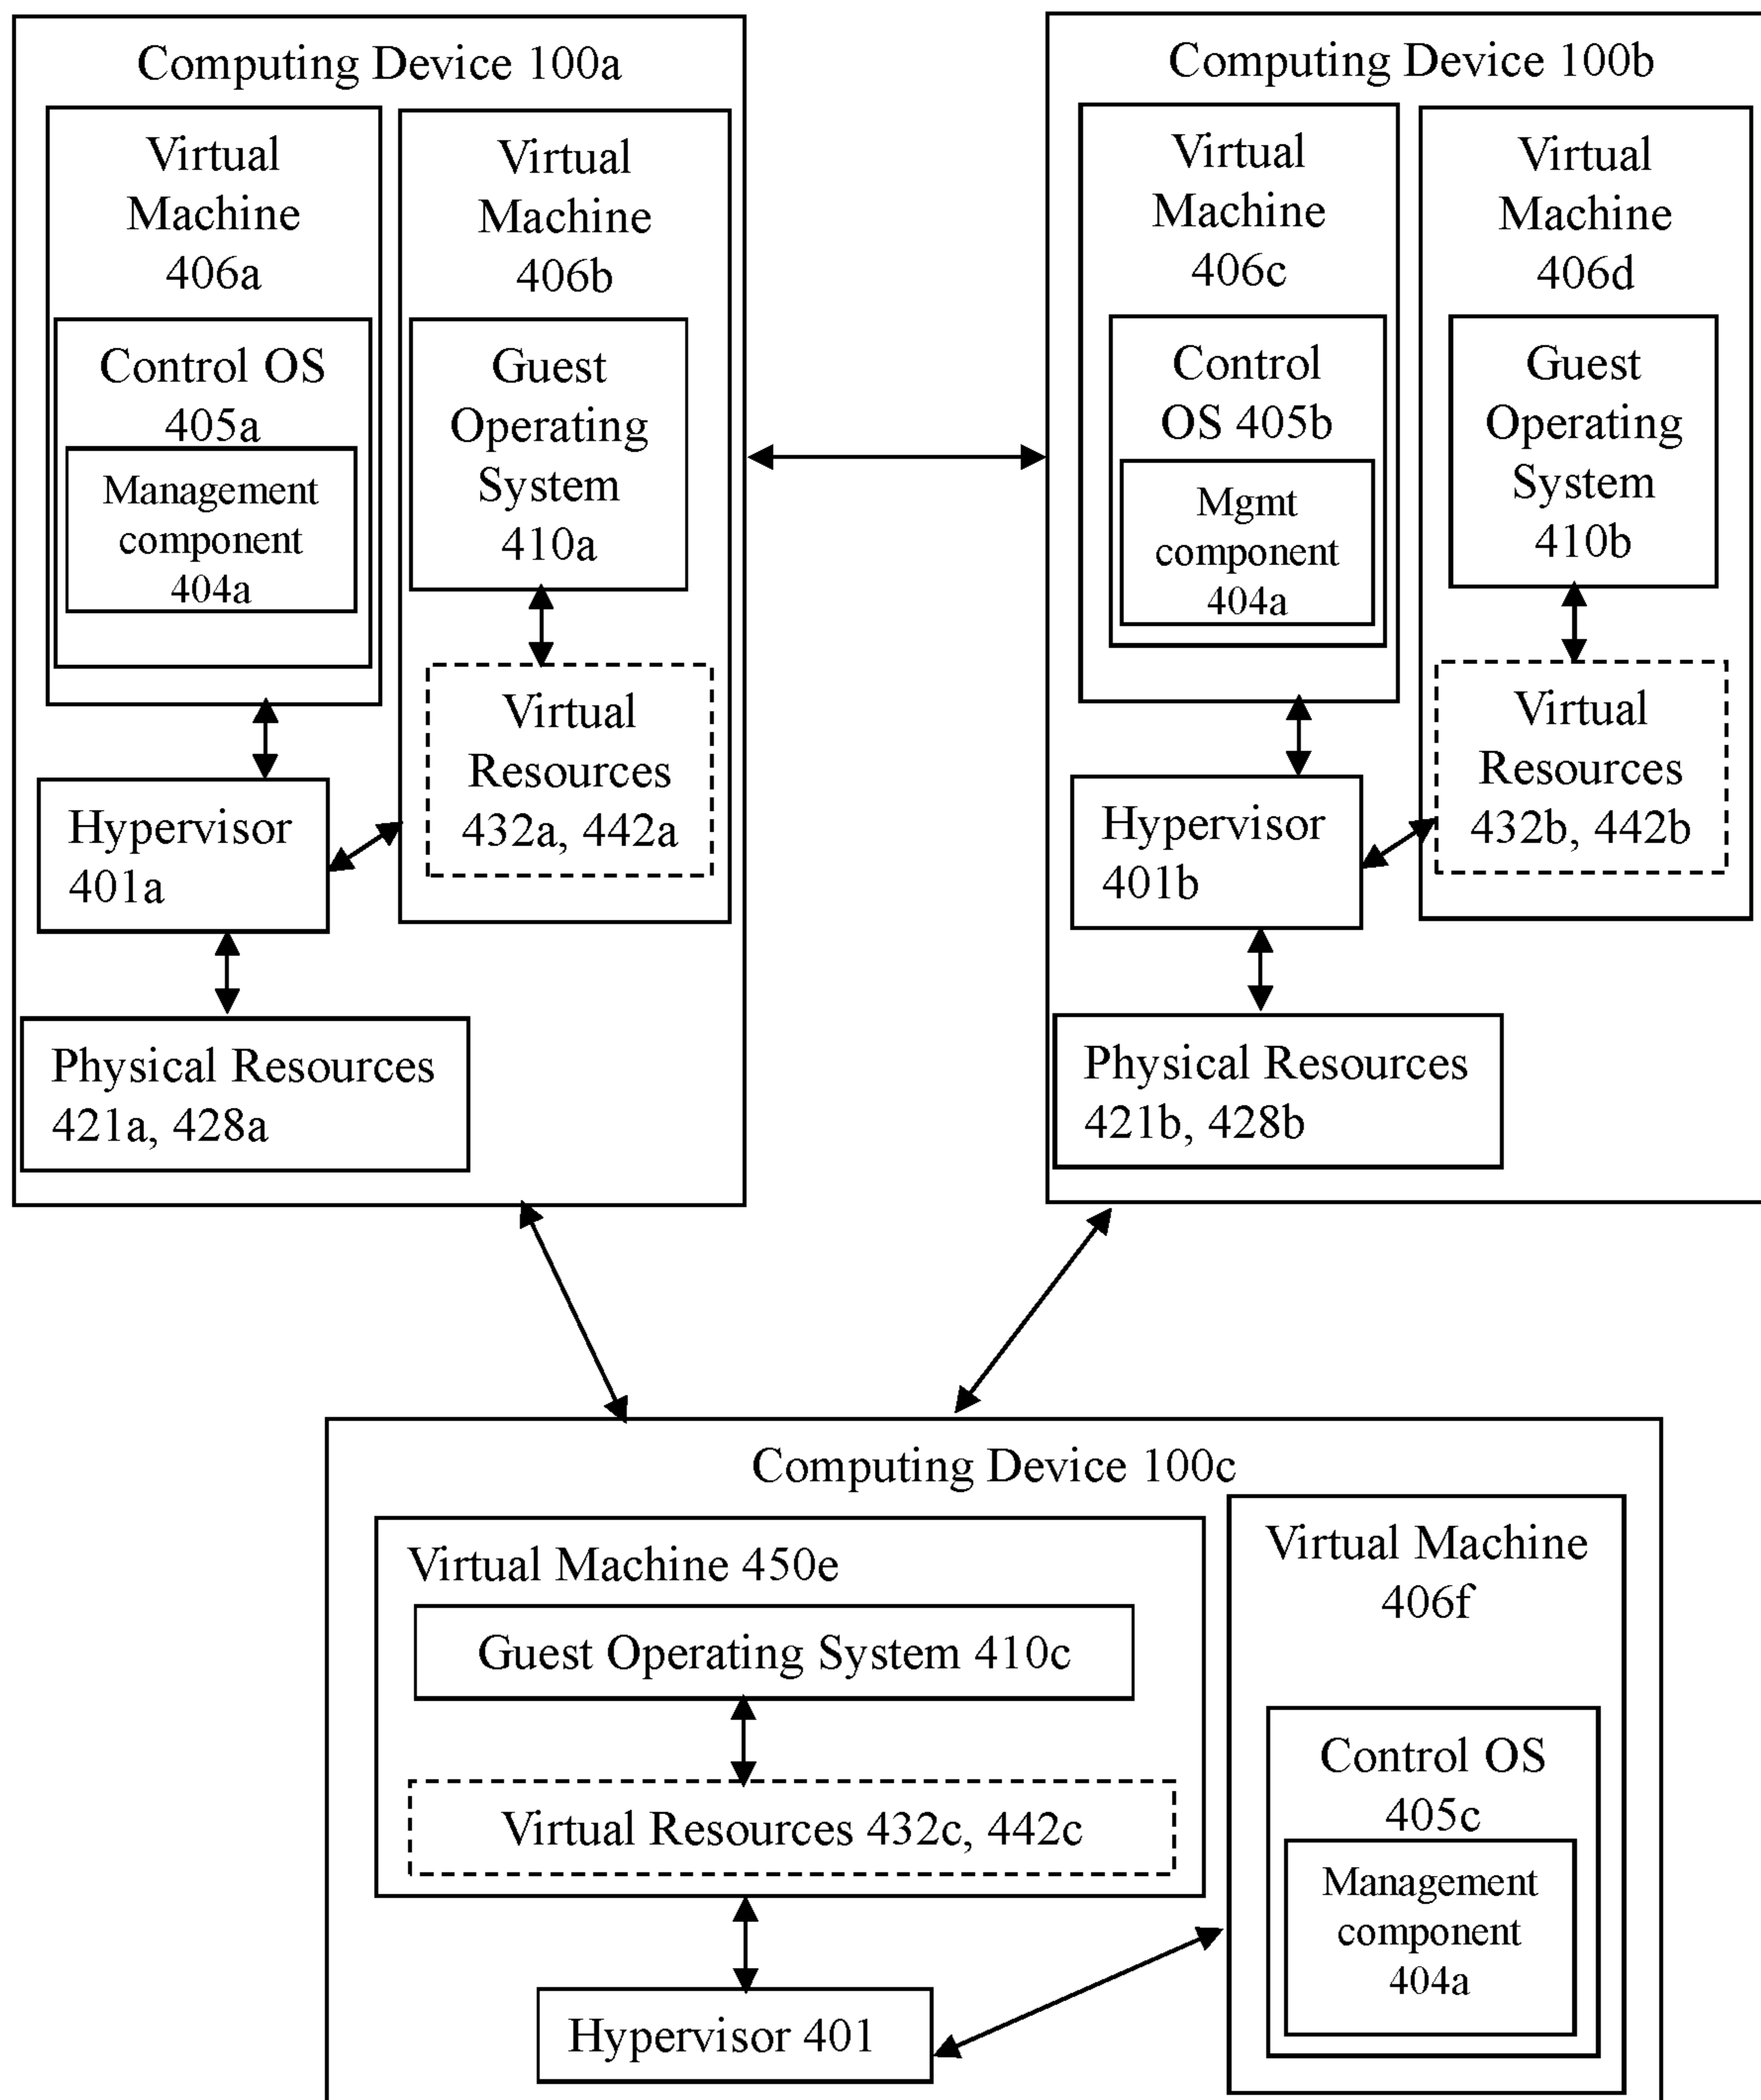 Computing Device 100a
Virtual
Machine
406a
Control OS
405a
Management
component
404a
Virtual
Machine
406b
Guest
Operating
System
410a
Virtual
Resources
432a, 442a
Hypervisor
401a
Physical Resources
421a, 428a
Computing Device 100b
Virtual
Machine
406c
Control
OS 405b
Mgmt
component
404a
Virtual
Machine
406d
Guest
Operating
System
410b
Virtual
Resources
432b, 442b
Hypervisor
401b
Physical Resources
421b, 428b
Computing Device 100c
Virtual Machine 450e
Guest Operating System 410c
Virtual Resources 432c, 442c
Hypervisor 401
Virtual Machine
406f
Control OS
405c
Management
component
404a